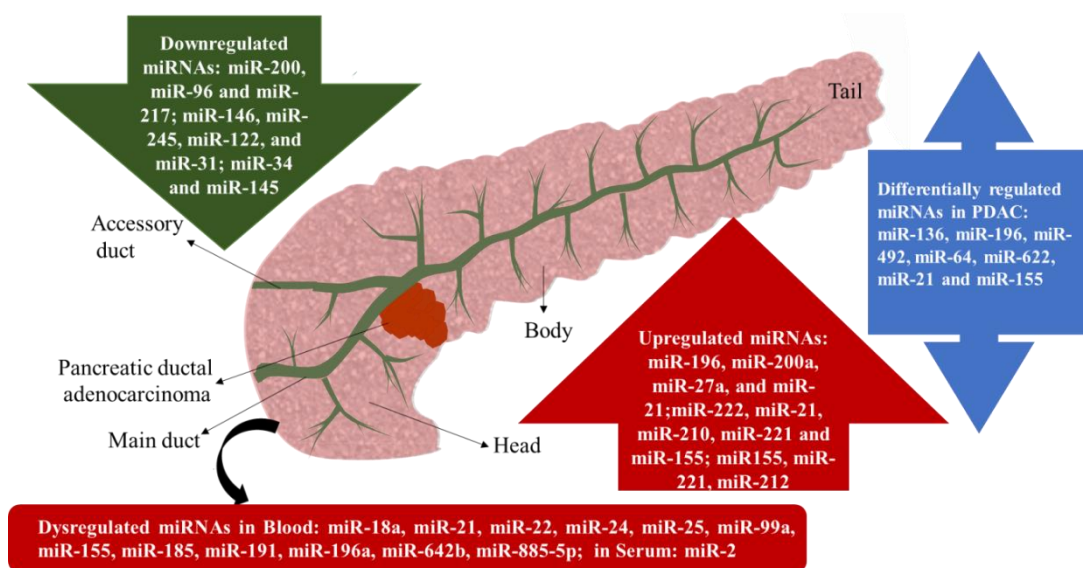 Downregulated
miRNAs: miR-200,
miR-96 and miR-
217; miR-146, miR-
245, miR-122, and
miR-31; miR-34
and miR-145
Tail
Differentially regulated
miRNAs in PDAC:
miR-136, miR-196, miR-
492, miR-64, miR-622,
miR-21 and miR-155
Accessory
duct
Body
Upregulated miRNAs:
miR-196, miR-200a,
miR-27a, and miR-
21;miR-222, miR-21,
miR-210, miR-221 and
miR-155; miR155, miR-
221, miR-212
Pancreatic ductal
adenocarcinoma
Main duct
Head
Dysregulated miRNAs in Blood: miR-18a, miR-21, miR-22, miR-24, miR-25, miR-99a,
miR-155, miR-185, miR-191, miR-196a, miR-642b, miR-885-5p; in Serum: miR-2